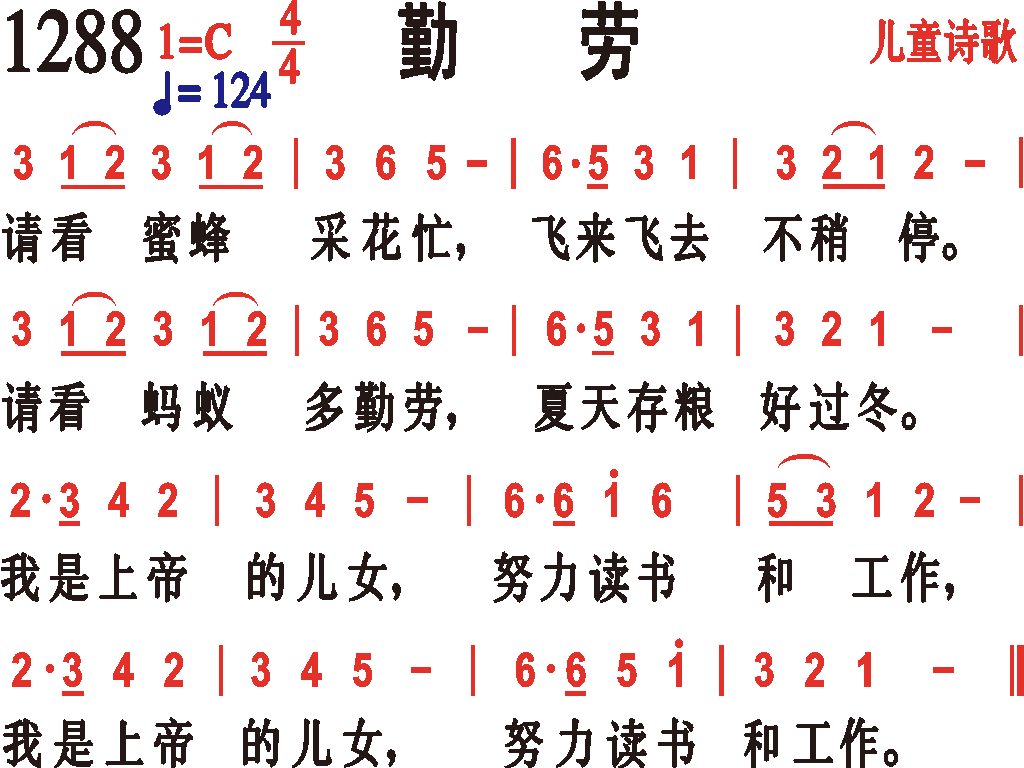 1288 1=C 4/4 勤 劳 儿童诗歌
♩= 124
3 1 2 3 1 2 | 3 6 5 – | 6·5 3 1 | 3 2 1 2 – |
请看 蜜蜂 采花忙， 飞来飞去 不稍 停。
3 1 2 3 1 2 | 3 6 5 – | 6·5 3 1 | 3 2 1 – |
请看 蚂蚁 多勤劳， 夏天存粮 好过冬。
2·3 4 2 | 3 4 5 – | 6·6 1̇ 6 | 5 3 1 2 – |
我是上帝 的儿女， 努力读书 和 工作，
2·3 4 2 | 3 4 5 – | 6·6 5 1̇ | 3 2 1 – ‖
我是上帝 的儿女， 努力读书 和工作。